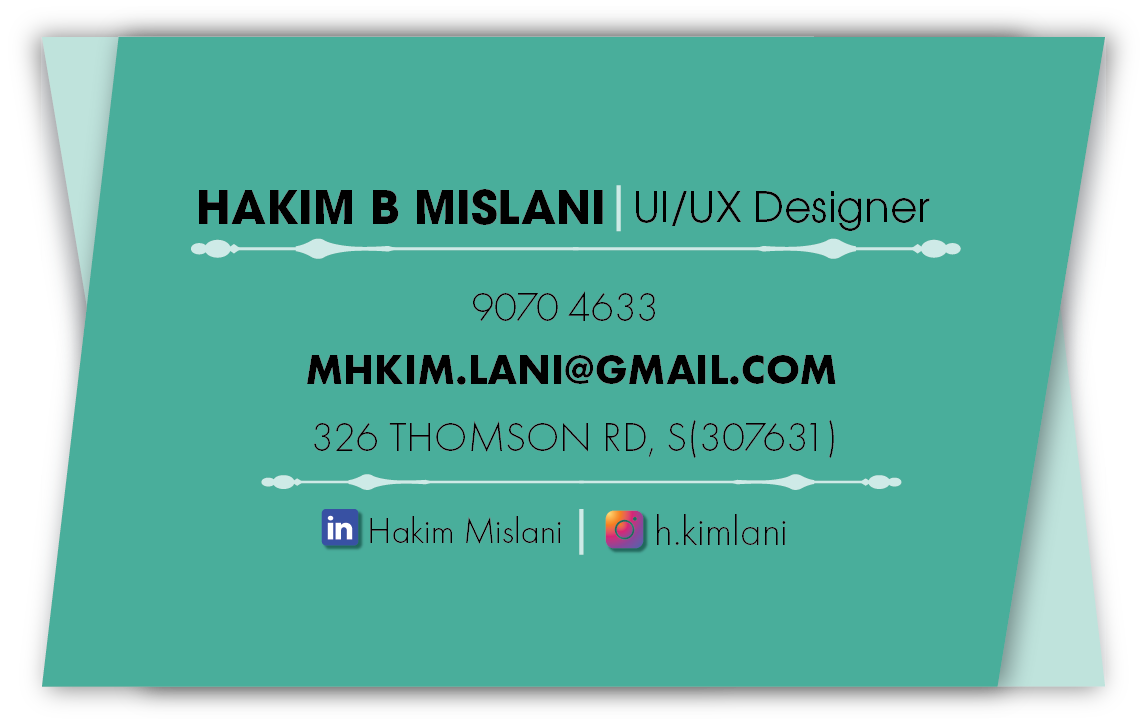 HAKIM B MISLANI | UI/UX Designer
9070 4633
MHKIM.LANI@GMAIL.COM
326 THOMSON RD, S(307631)
in Hakim Mislani | h.kimlani